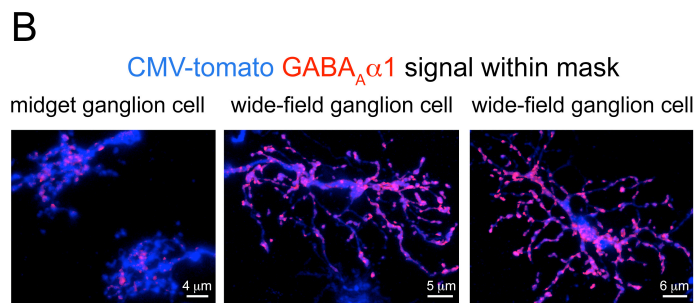 B
CMV-tomato GABAAα1 signal within mask
midget ganglion cell wide-field ganglion cell wide-field ganglion cell
4 μm 5 μm 6 μm